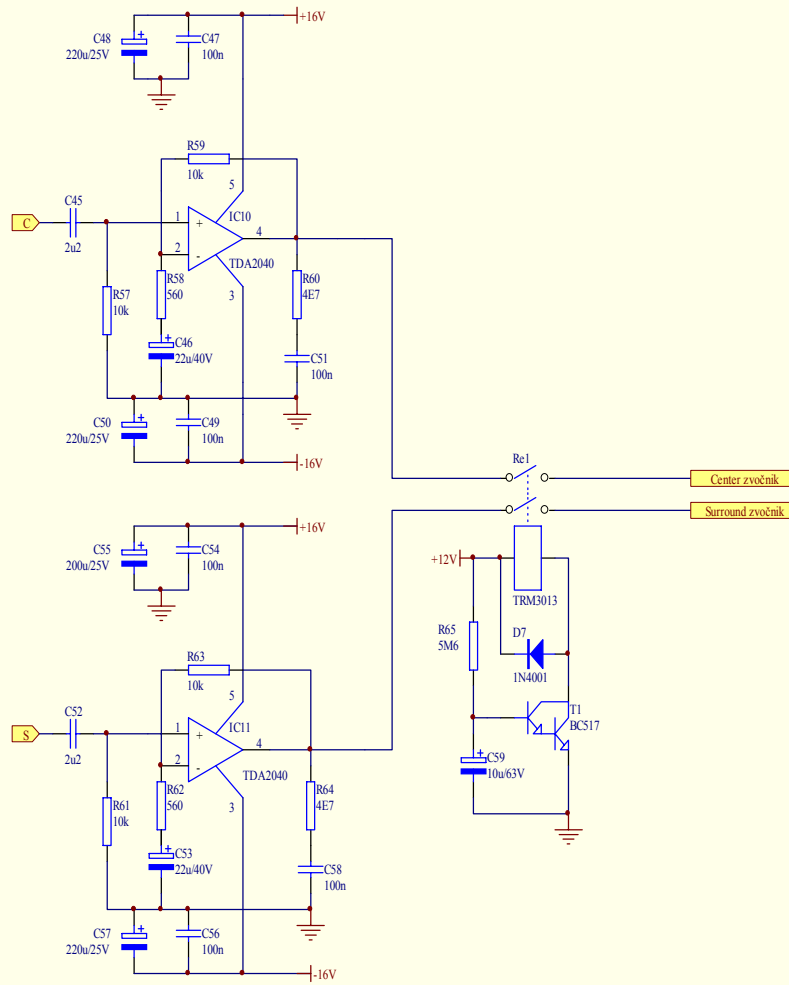 +16V
C48
220u/25V
C47
100n
R59
10k
5
C45
2u2
C
1
2
+
-
IC10
4
TDA2040
3
R57
10k
R58
560
R60
4E7
C46
22u/40V
C51
100n
C50
220u/25V
C49
100n
-16V
Re1
Center zvočnik
Surround zvočnik
+16V
C55
200u/25V
C54
100n
+12V
TRM3013
R65
5M6
D7
1N4001
R63
10k
5
T1
BC517
C52
2u2
S
1
2
+
-
IC11
4
TDA2040
3
C59
10u/63V
R61
10k
R62
560
R64
4E7
C53
22u/40V
C58
100n
C57
220u/25V
C56
100n
-16V